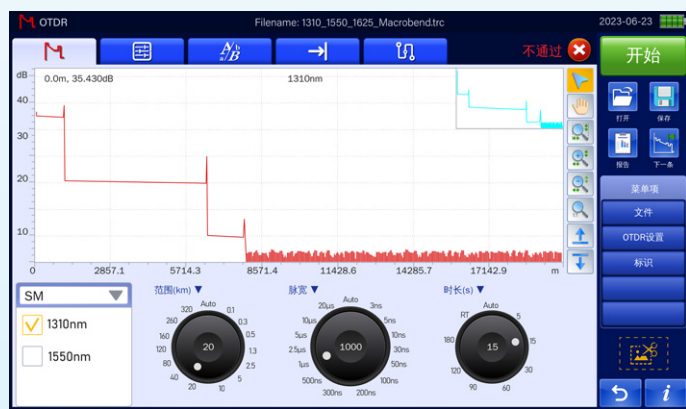 OTDR
Filename: 1310_1550_1625_Macrobend.trc
2023-06-23
A/B
不通过
开始
dB
0.0m, 35.430dB
1310nm
40
30
20
10
0
2857.1
5714.3
8571.4
11428.6
14285.7
17142.9
m
打开
保存
报告
下一条
菜单项
文件
OTDR设置
标识
SM
1310nm
1550nm
范围(km)
Auto
0.1
0.3
0.5
1.3
2.5
5
10
20
40
80
120
160
260
320
20
脉宽
Auto
3ns
5ns
10ns
30ns
50ns
100ns
200ns
300ns
500ns
1µs
2.5µs
5µs
10µs
20µs
1000
时长(s)
Auto
5
15
30
60
90
120
180
RT
15
i